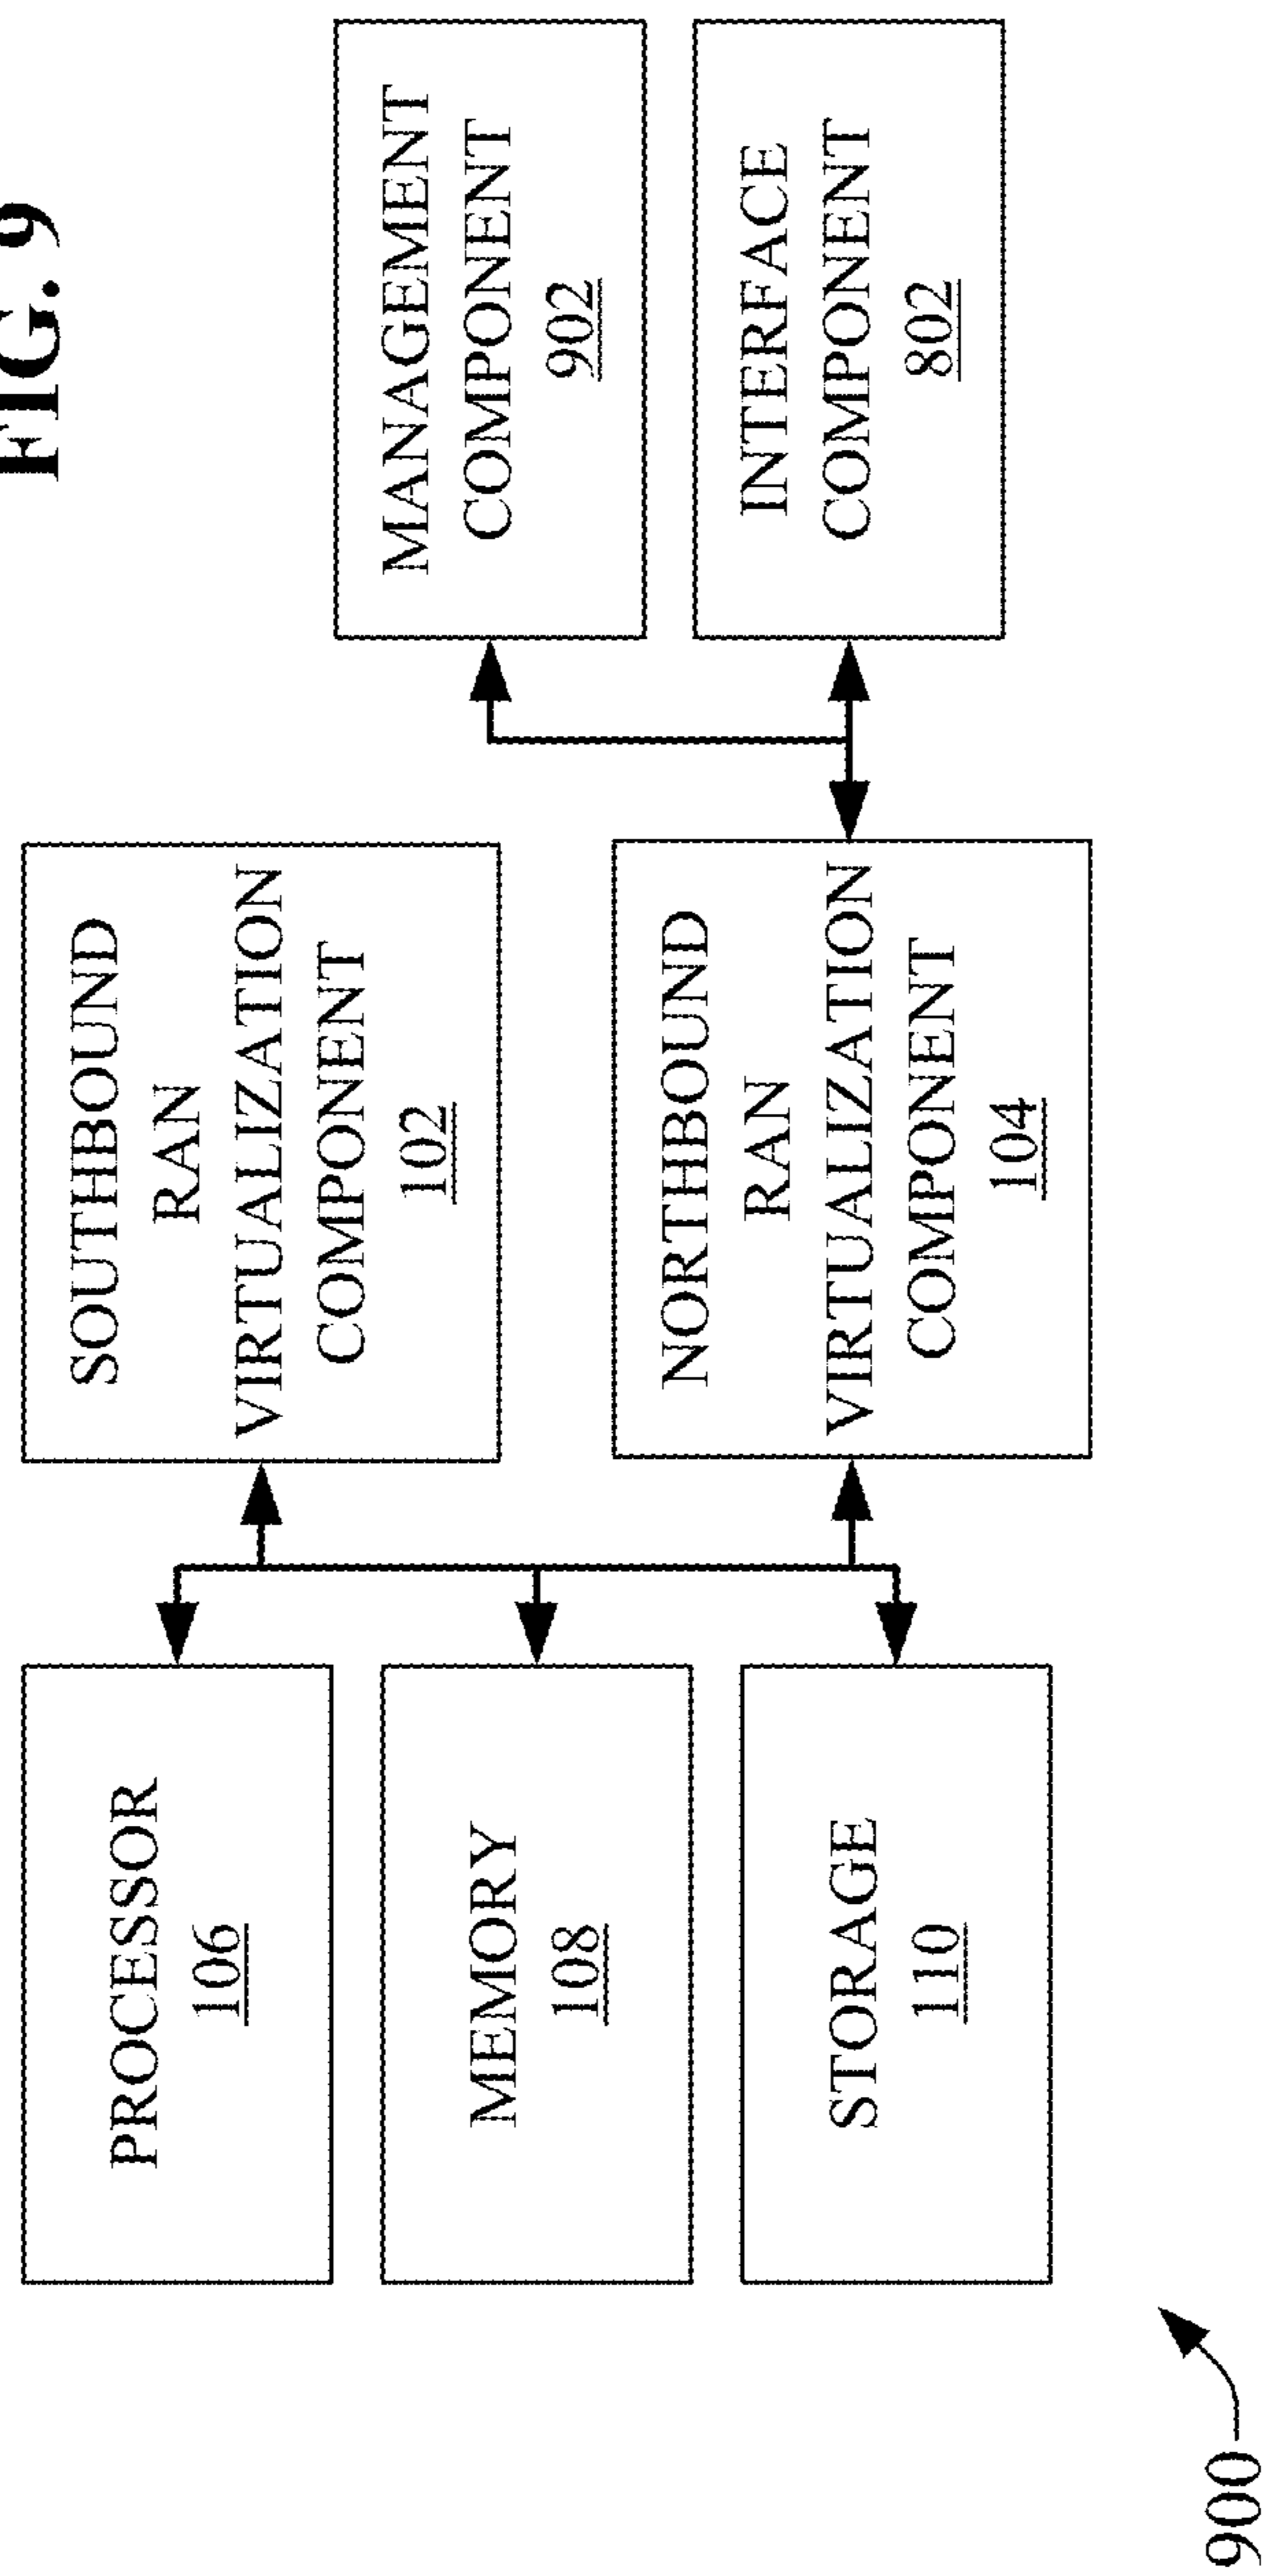 FIG. 9
PROCESSOR
106
MEMORY
108
STORAGE
110
SOUTHBOUND
RAN
VIRTUALIZATION
COMPONENT
102
NORTHBOUND
RAN
VIRTUALIZATION
COMPONENT
104
MANAGEMENT
COMPONENT
902
INTERFACE
COMPONENT
802
900